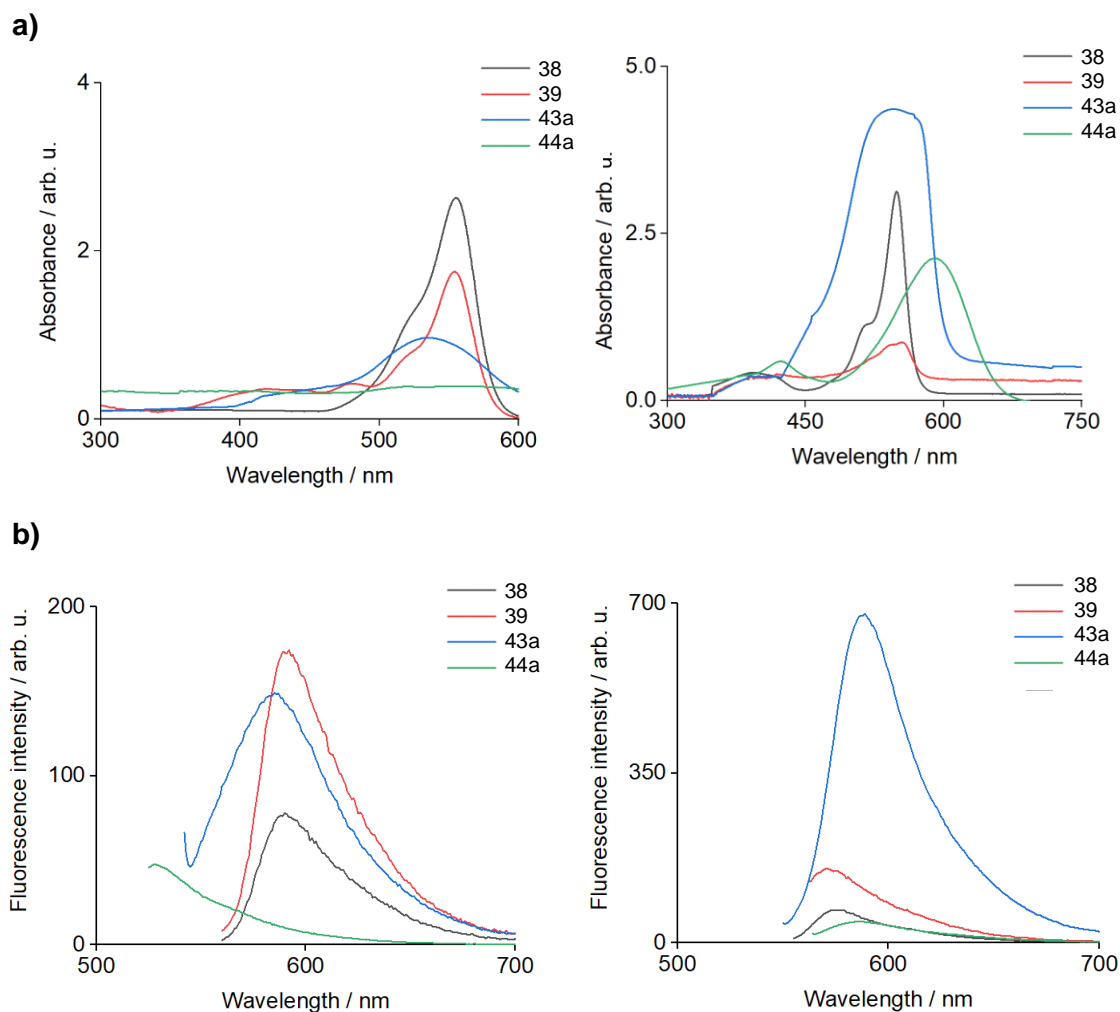 a)
38
39
43a
44a
4
2
0
300
400
500
600
Absorbance / arb. u.
Wavelength / nm
38
39
43a
44a
5.0
2.5
0.0
300
450
600
750
Absorbance / arb. u.
Wavelength / nm
b)
38
39
43a
44a
200
100
0
500
600
700
Fluorescence intensity / arb. u.
Wavelength / nm
38
39
43a
44a
700
350
0
500
600
700
Fluorescence intensity / arb. u.
Wavelength / nm